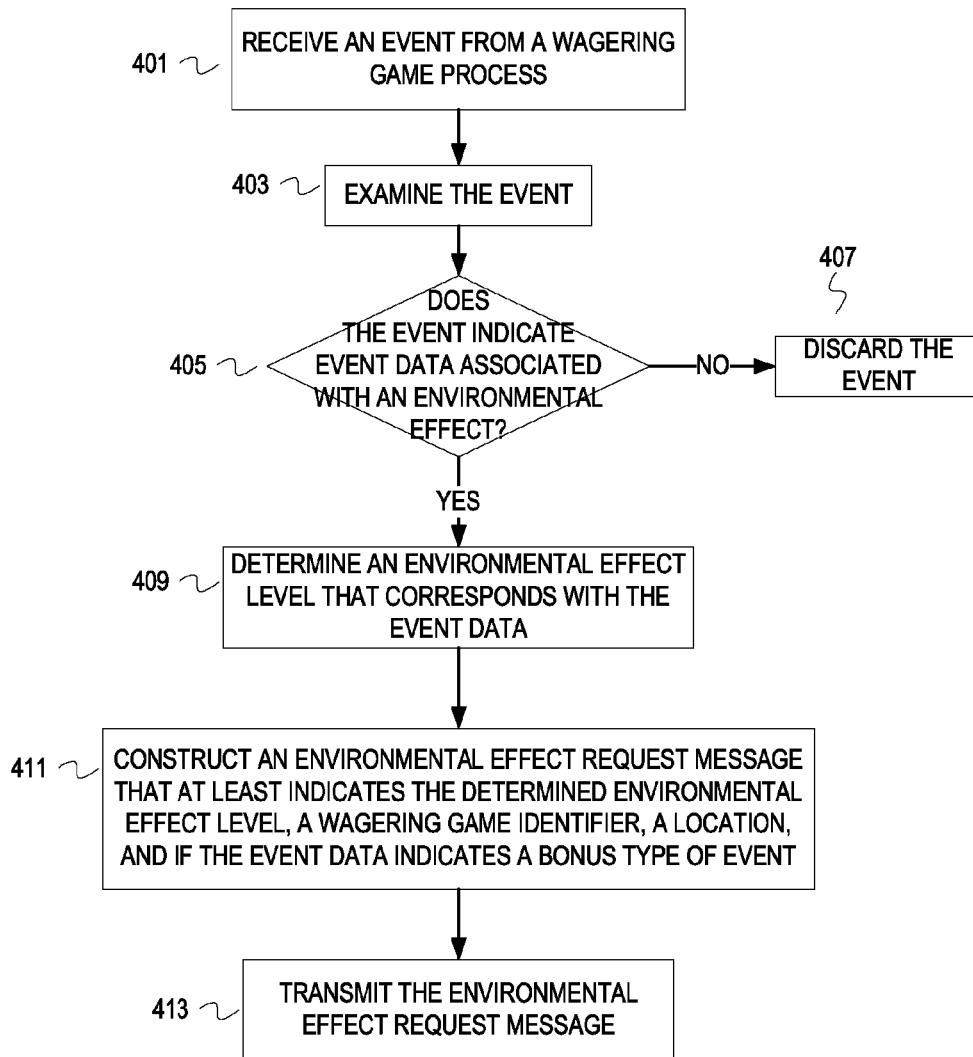 401
RECEIVE AN EVENT FROM A WAGERING
GAME PROCESS
403
EXAMINE THE EVENT
405
DOES
THE EVENT INDICATE
EVENT DATA ASSOCIATED
WITH AN ENVIRONMENTAL
EFFECT?
NO
407
DISCARD THE
EVENT
YES
409
DETERMINE AN ENVIRONMENTAL EFFECT
LEVEL THAT CORRESPONDS WITH THE
EVENT DATA
411
CONSTRUCT AN ENVIRONMENTAL EFFECT REQUEST MESSAGE
THAT AT LEAST INDICATES THE DETERMINED ENVIRONMENTAL
EFFECT LEVEL, A WAGERING GAME IDENTIFIER, A LOCATION,
AND IF THE EVENT DATA INDICATES A BONUS TYPE OF EVENT
413
TRANSMIT THE ENVIRONMENTAL
EFFECT REQUEST MESSAGE